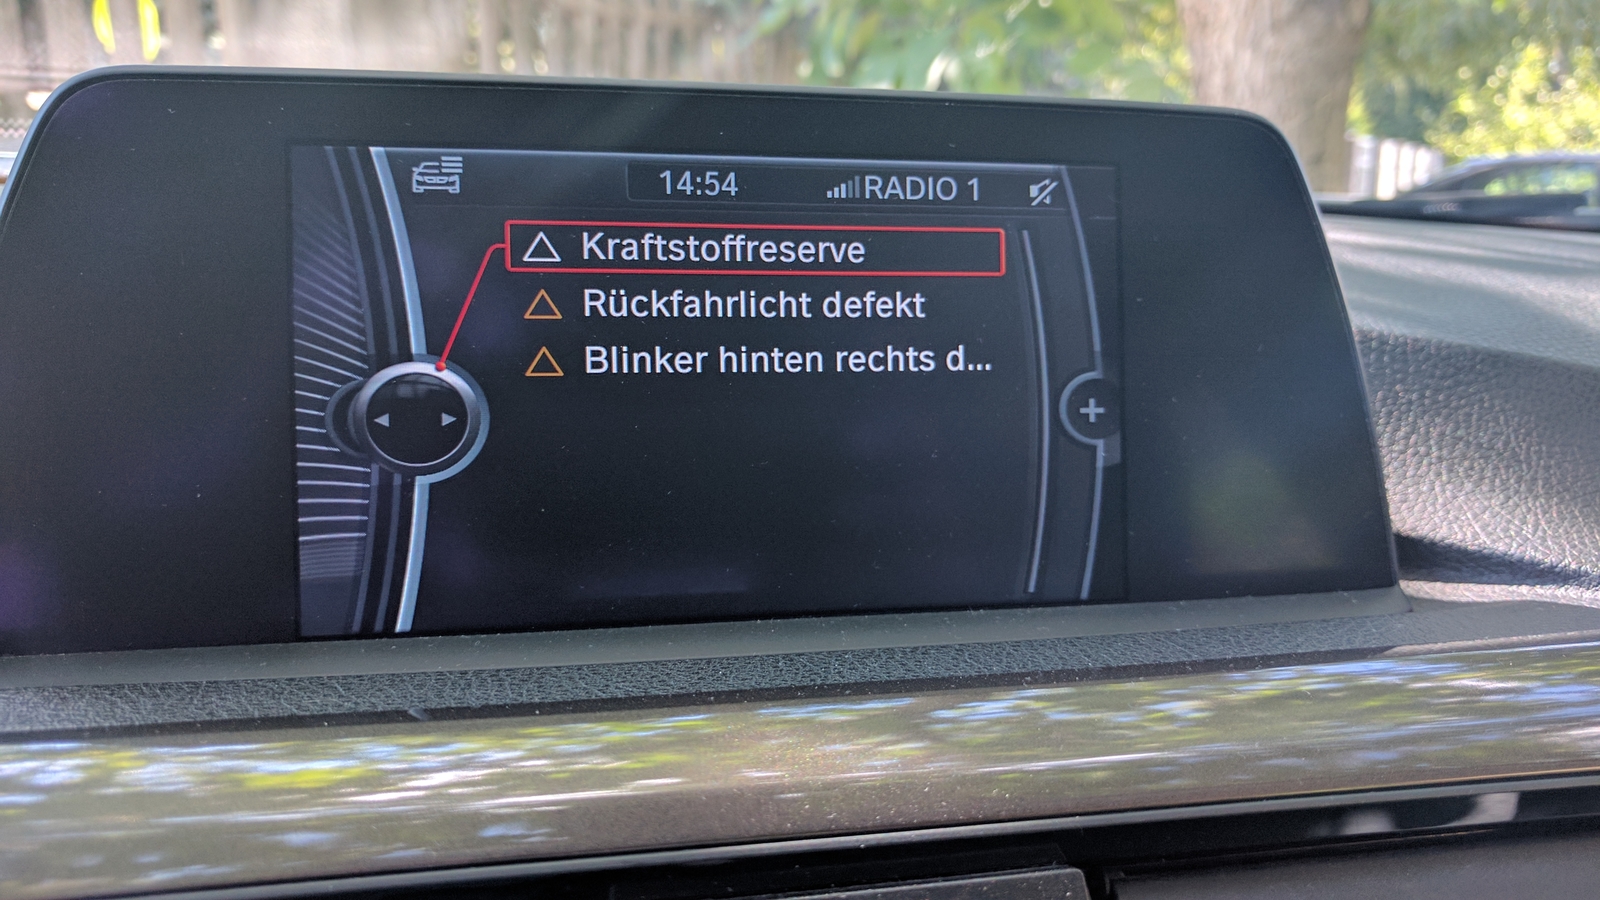 14:54 RADIO 1
Kraftstoffreserve
Rückfahrlicht defekt
Blinker hinten rechts d...